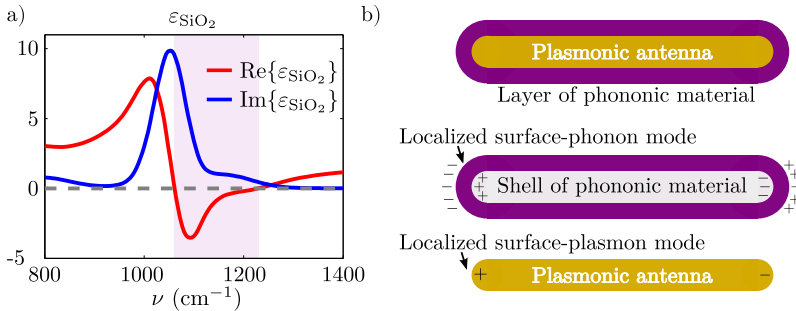 a)
ε_SiO₂
10
5
0
-5
Re{ε_SiO₂}
Im{ε_SiO₂}
800
1000
1200
1400
ν (cm⁻¹)
b)
Plasmonic antenna
Layer of phononic material
Localized surface-phonon mode
Shell of phononic material
Localized surface-plasmon mode
+ Plasmonic antenna −